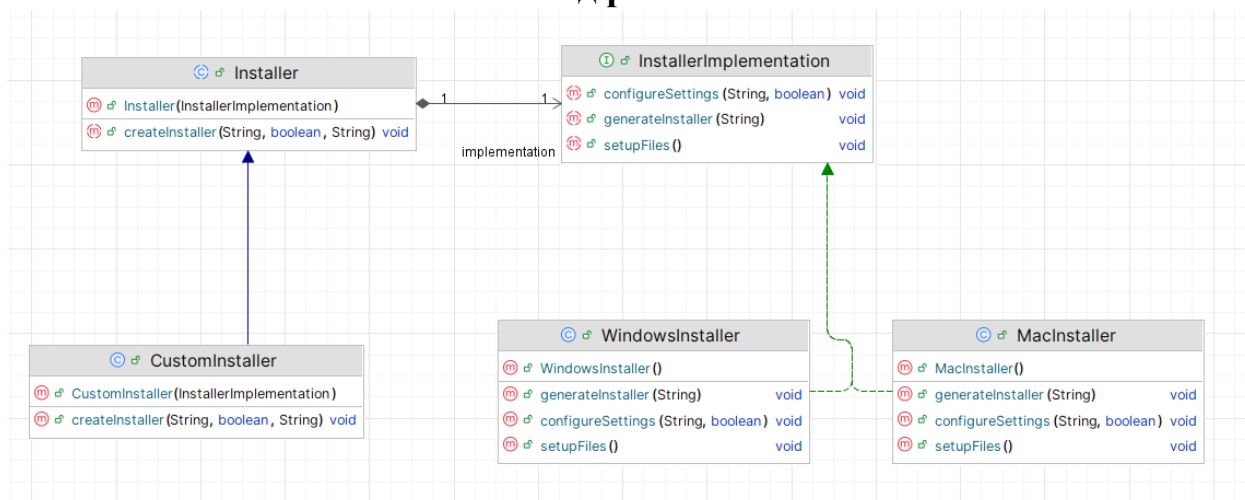 Installer
Installer(InstallerImplementation)
createInstaller(String, boolean, String) void
1
1
implementation
InstallerImplementation
configureSettings(String, boolean) void
generateInstaller(String) void
setupFiles() void
CustomInstaller
CustomInstaller(InstallerImplementation)
createInstaller(String, boolean, String) void
WindowsInstaller
WindowsInstaller()
generateInstaller(String) void
configureSettings(String, boolean) void
setupFiles() void
MacInstaller
MacInstaller()
generateInstaller(String) void
configureSettings(String, boolean) void
setupFiles() void